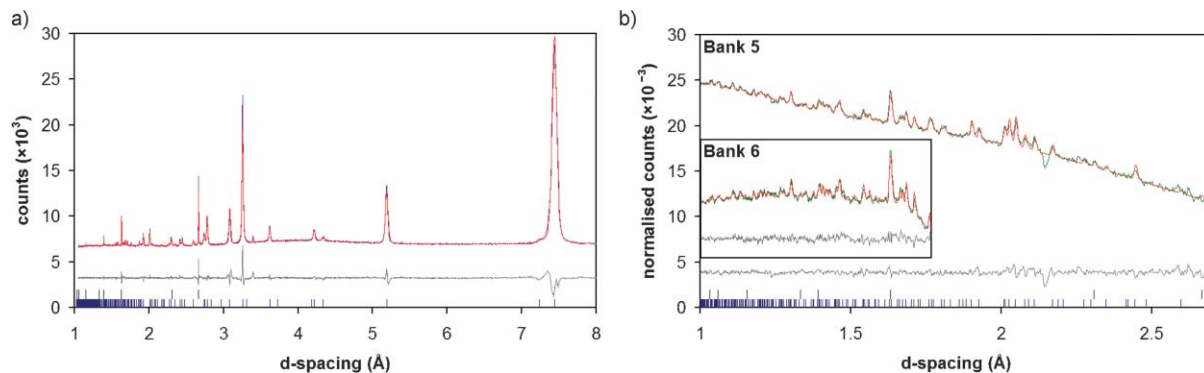 a)
counts (×10³)
30
25
20
15
10
5
0
1 2 3 4 5 6 7 8
d-spacing (Å)
b)
normalised counts (×10⁻³)
30
25
20
15
10
5
0
Bank 5
Bank 6
1 1.5 2 2.5
d-spacing (Å)